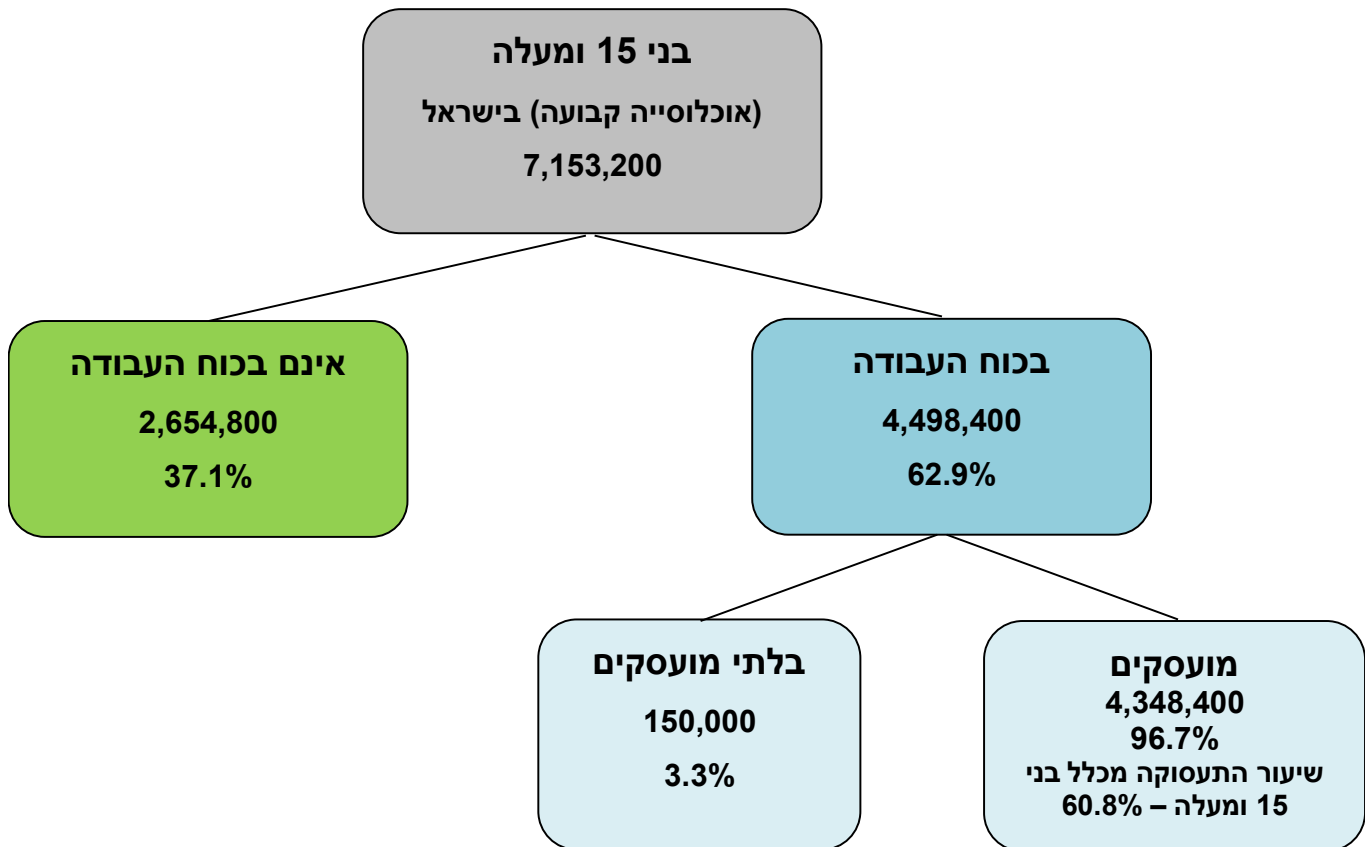 בני 15 ומעלה
(אוכלוסייה קבועה) בישראל
7,153,200
בכוח העבודה
4,498,400
62.9%
אינם בכוח העבודה
2,654,800
37.1%
מועסקים
4,348,400
96.7%
שיעור התעסוקה מכלל בני
15 ומעלה – 60.8%
בלתי מועסקים
150,000
3.3%